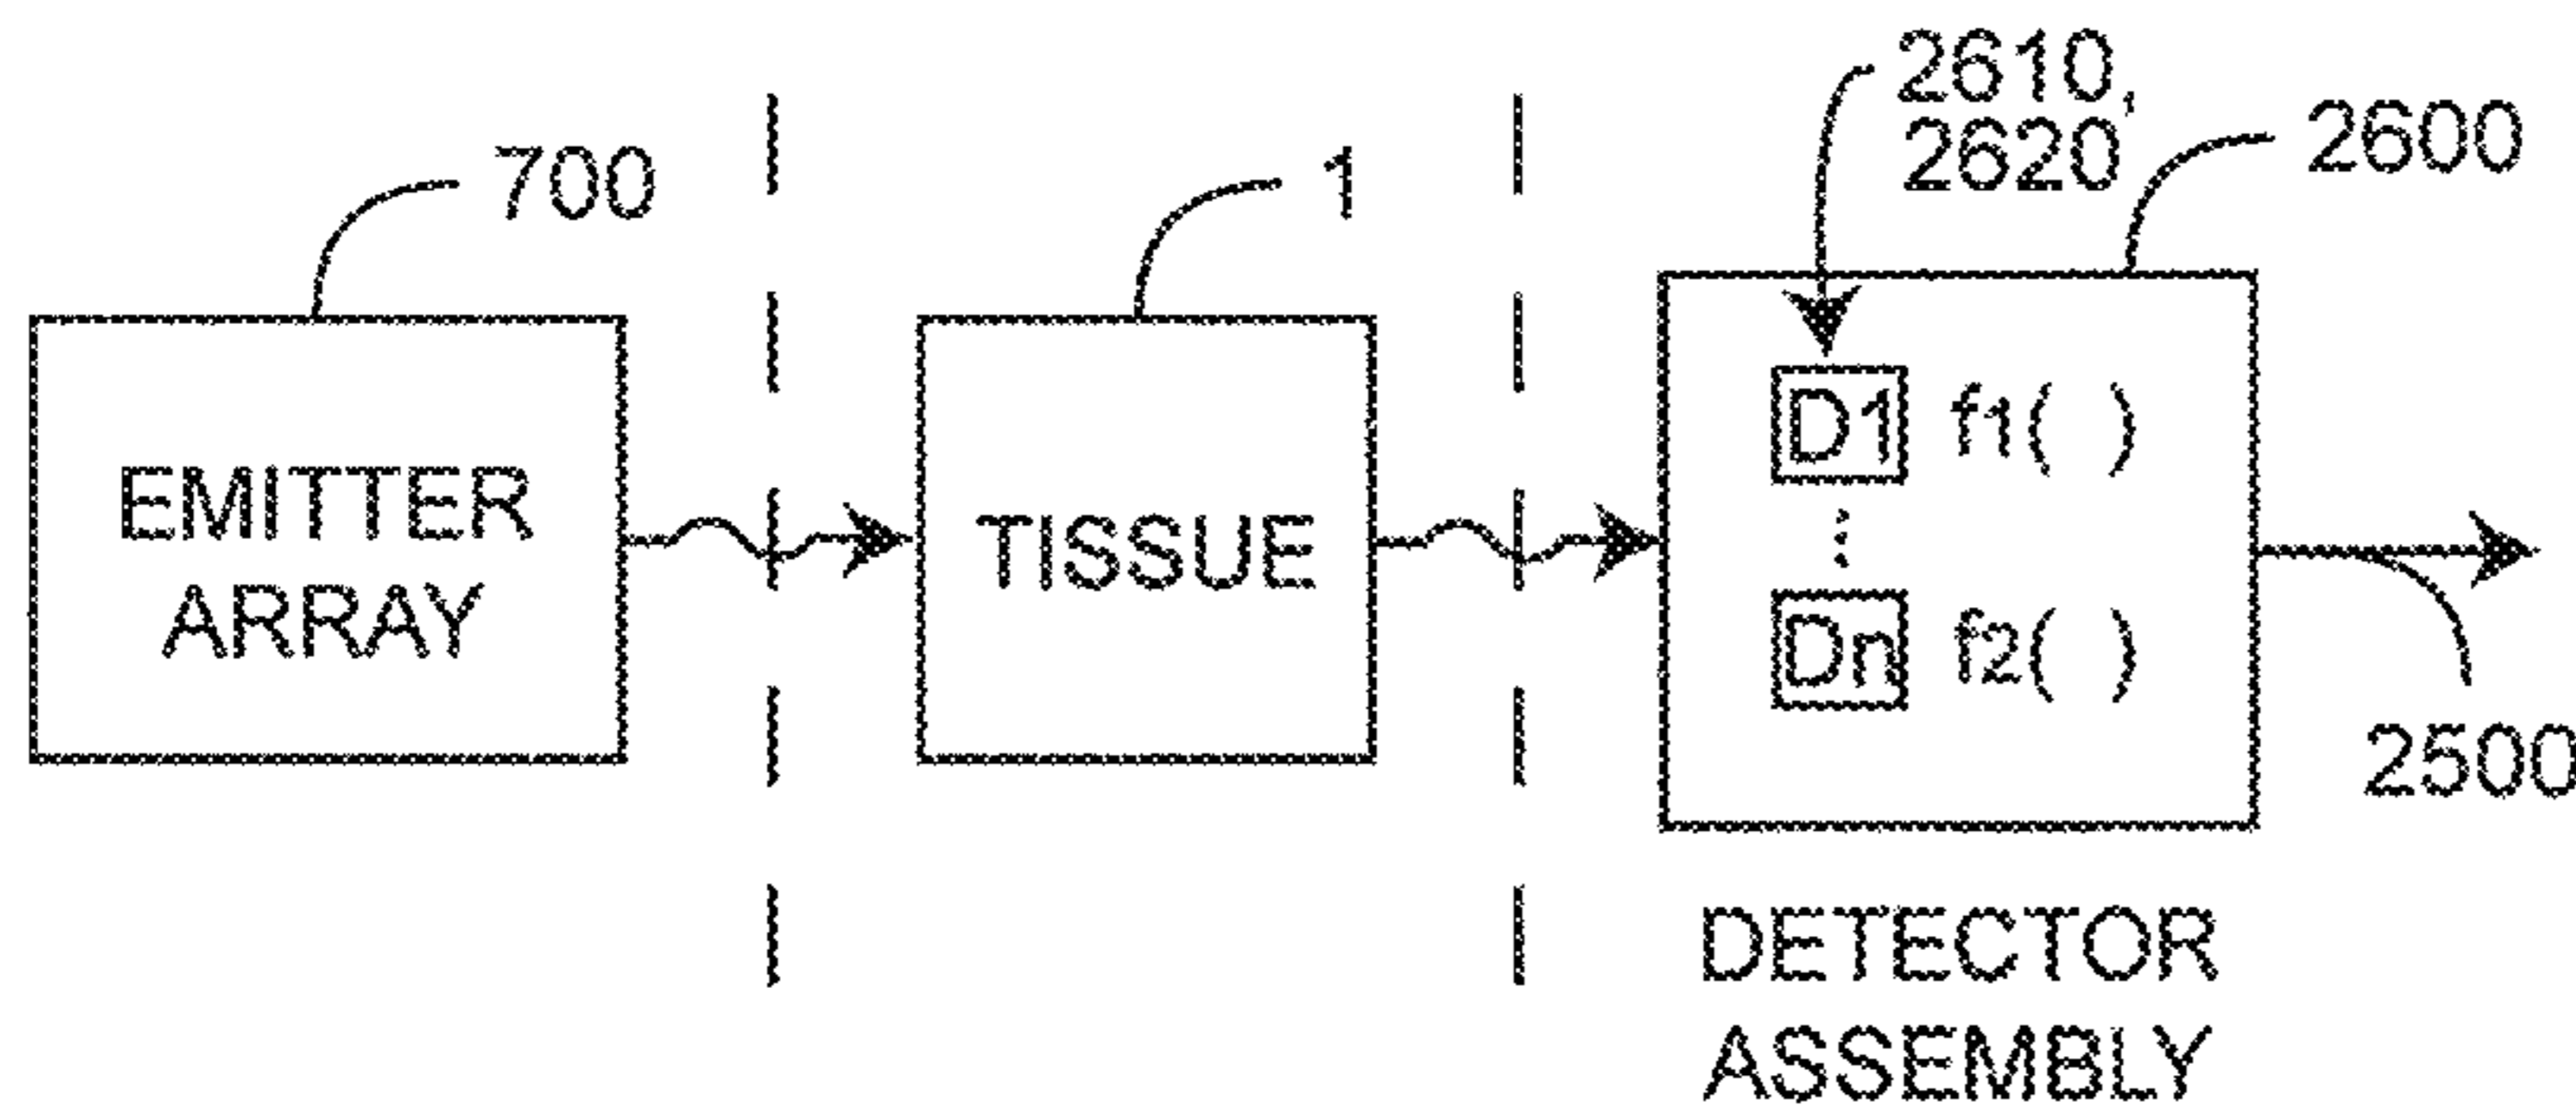 2610,
2620
2600
700
1
D1 f1( )
EMITTER
ARRAY
TISSUE
⋮
Dn f2( )
2500
DETECTOR
ASSEMBLY